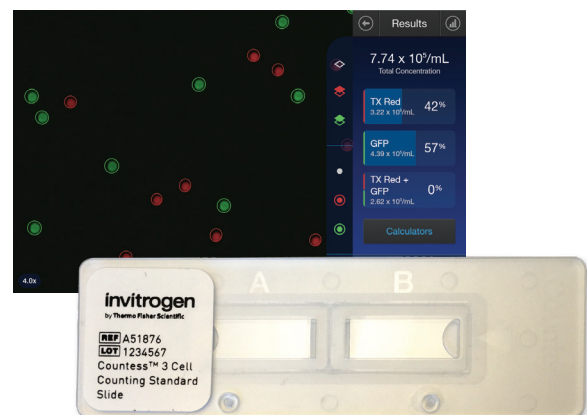 Results
7.74 x 10⁵/mL
Total Concentration
TX Red
3.22 x 10⁵/mL
42%
GFP
4.39 x 10⁵/mL
57%
TX Red +
GFP
2.62 x 10³/mL
0%
Calculators
4.0x
A
B
invitrogen
by Thermo Fisher Scientific
REF A51876
LOT 1234567
Countess™ 3 Cell
Counting Standard
Slide